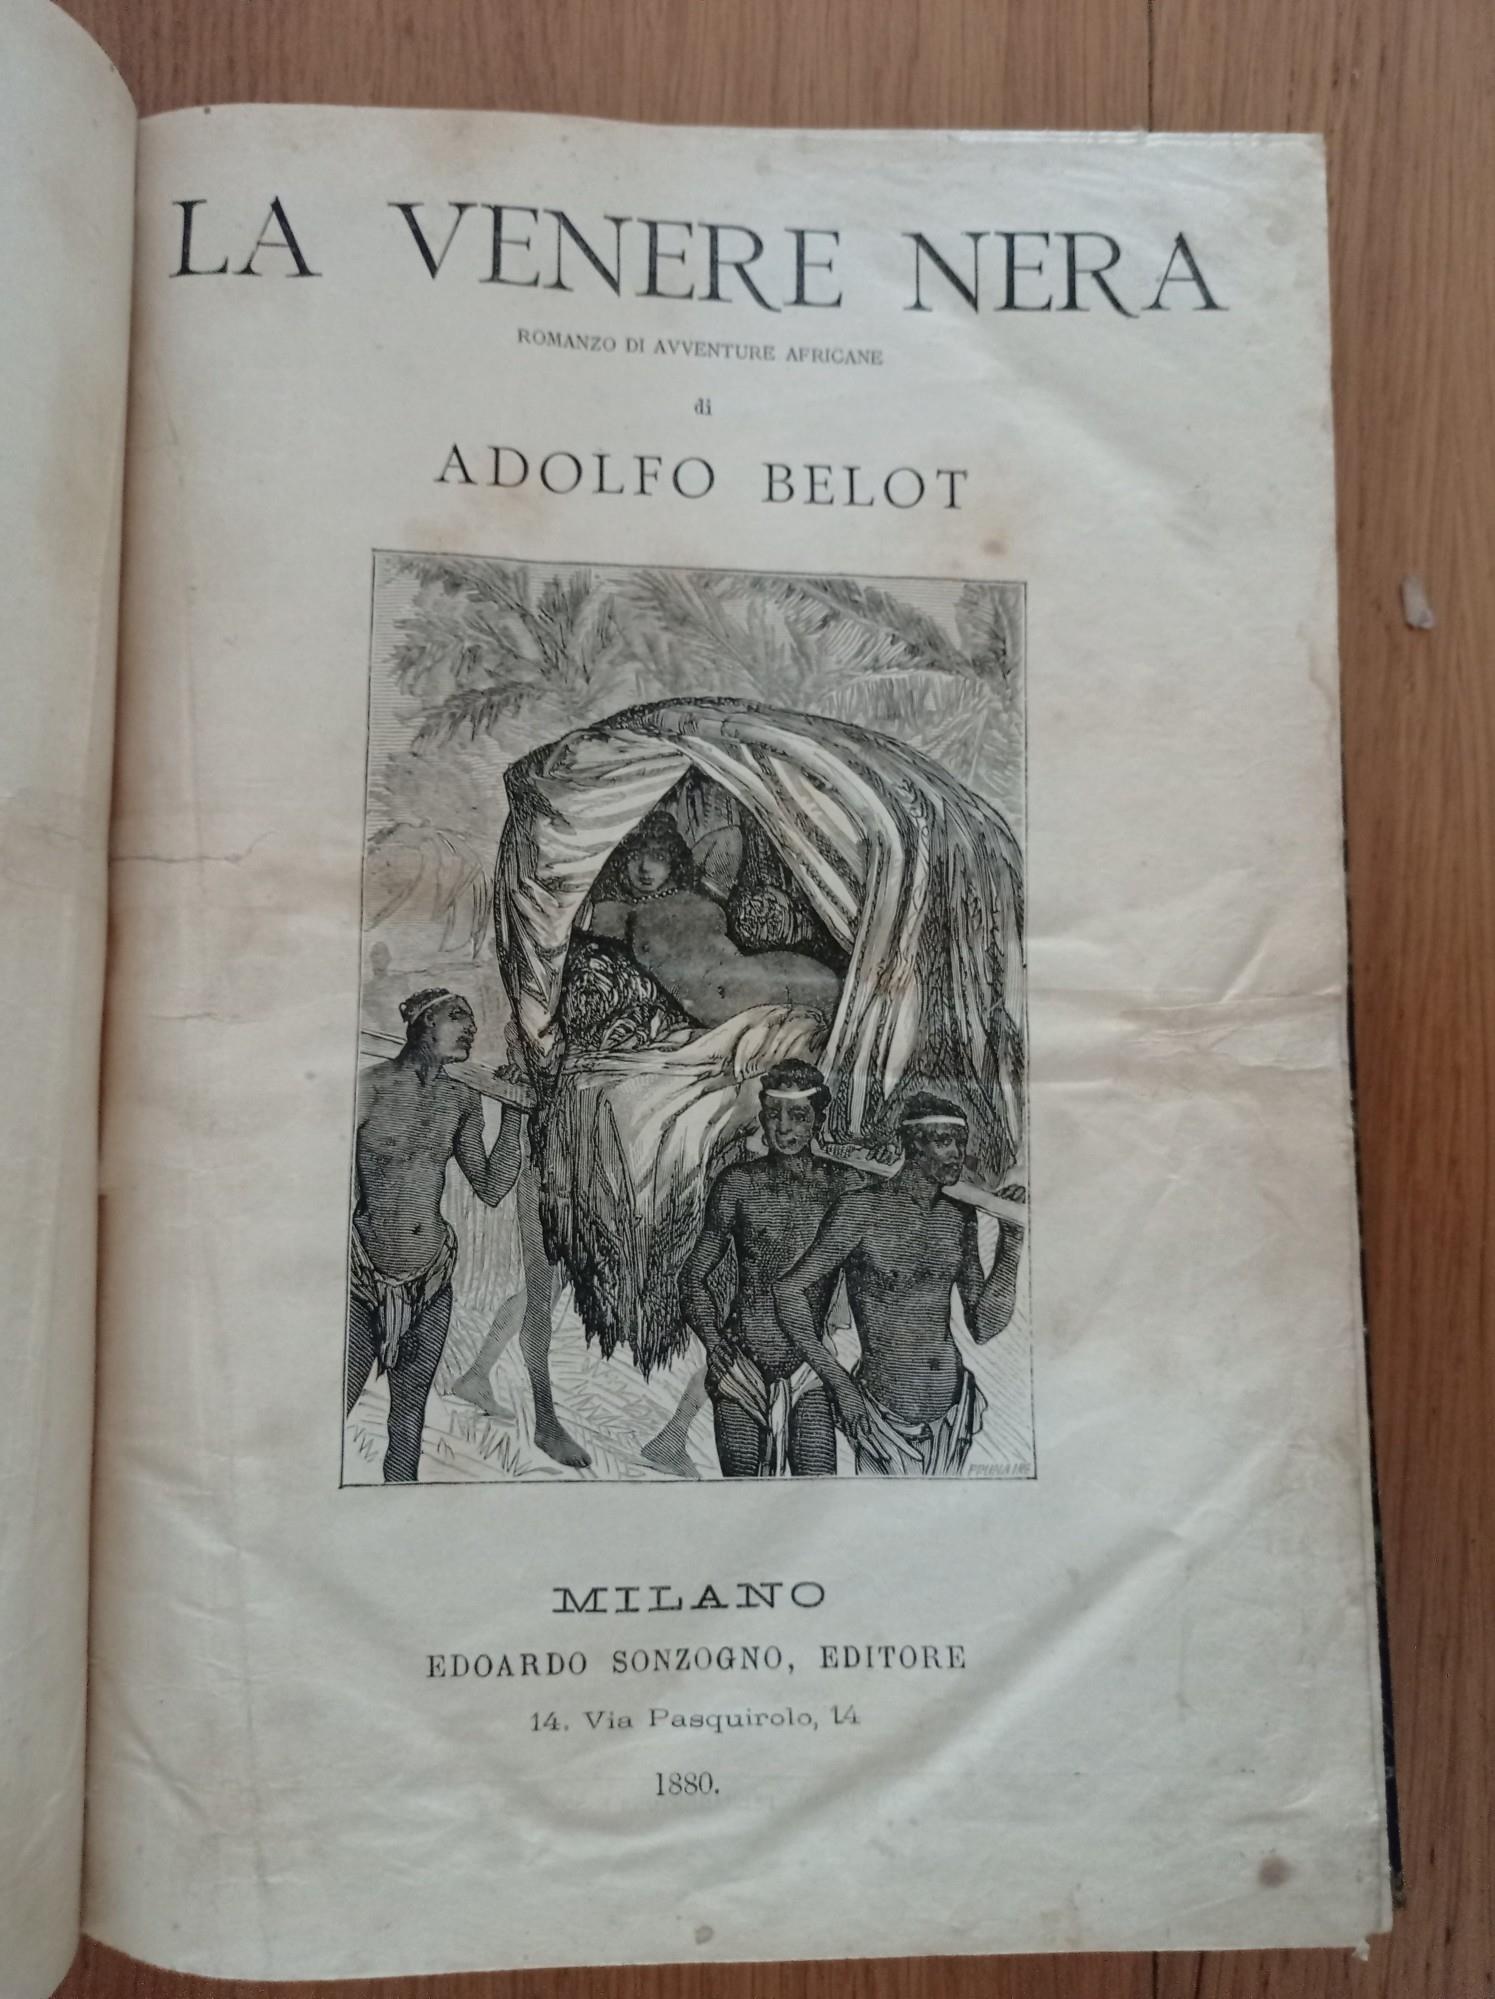 LA VENERE NERA
ROMANZO DI AVVENTURE AFRICANE
di
ADOLFO BELOT
MILANO
EDOARDO SONZOGNO, EDITORE
14. Via Pasquirolo, 14
1880.